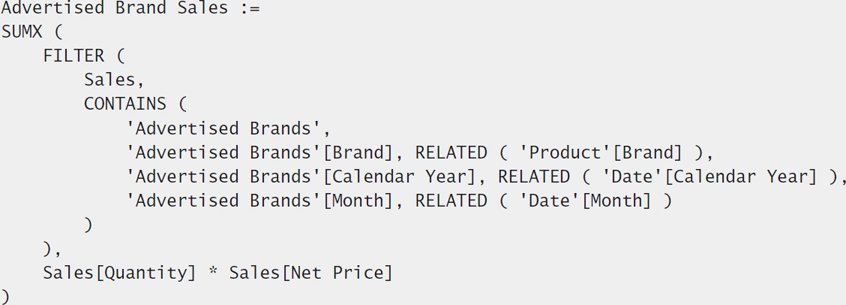 Advertised Brand Sales :=
SUMX (
    FILTER (
        Sales,
        CONTAINS (
            'Advertised Brands',
            'Advertised Brands'[Brand], RELATED ( 'Product'[Brand] ),
            'Advertised Brands'[Calendar Year], RELATED ( 'Date'[Calendar Year] ),
            'Advertised Brands'[Month], RELATED ( 'Date'[Month] )
        )
    ),
    Sales[Quantity] * Sales[Net Price]
)